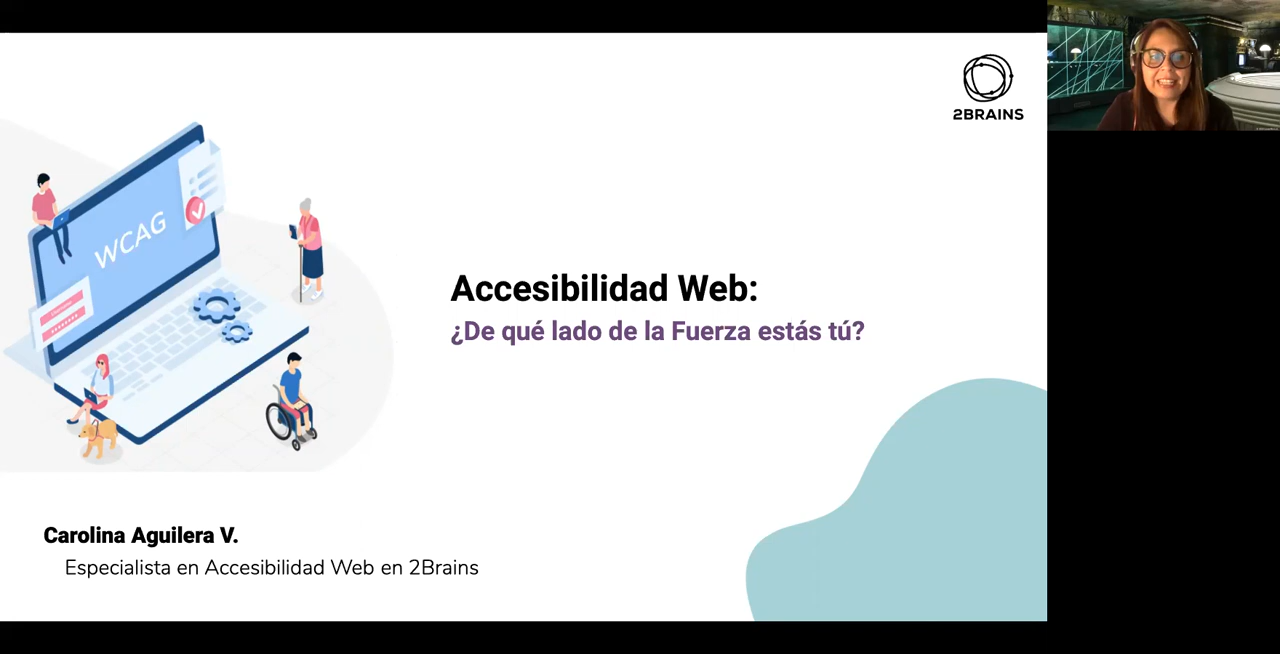 2BRAINS
WCAG
Accesibilidad Web:
¿De qué lado de la Fuerza estás tú?
Carolina Aguilera V.
Especialista en Accesibilidad Web en 2Brains